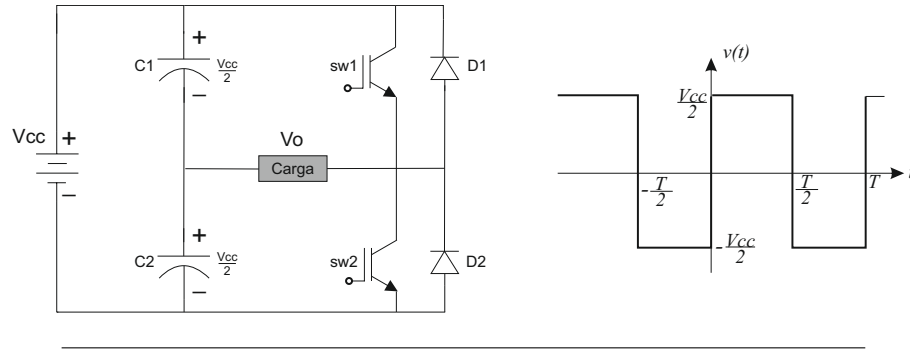 +
C1
Vcc
2
−
sw1
D1
Vcc
+
−
Vo
Carga
+
C2
Vcc
2
−
sw2
D2
v(t)
Vcc
2
-T
2
T
2
T
-Vcc
2